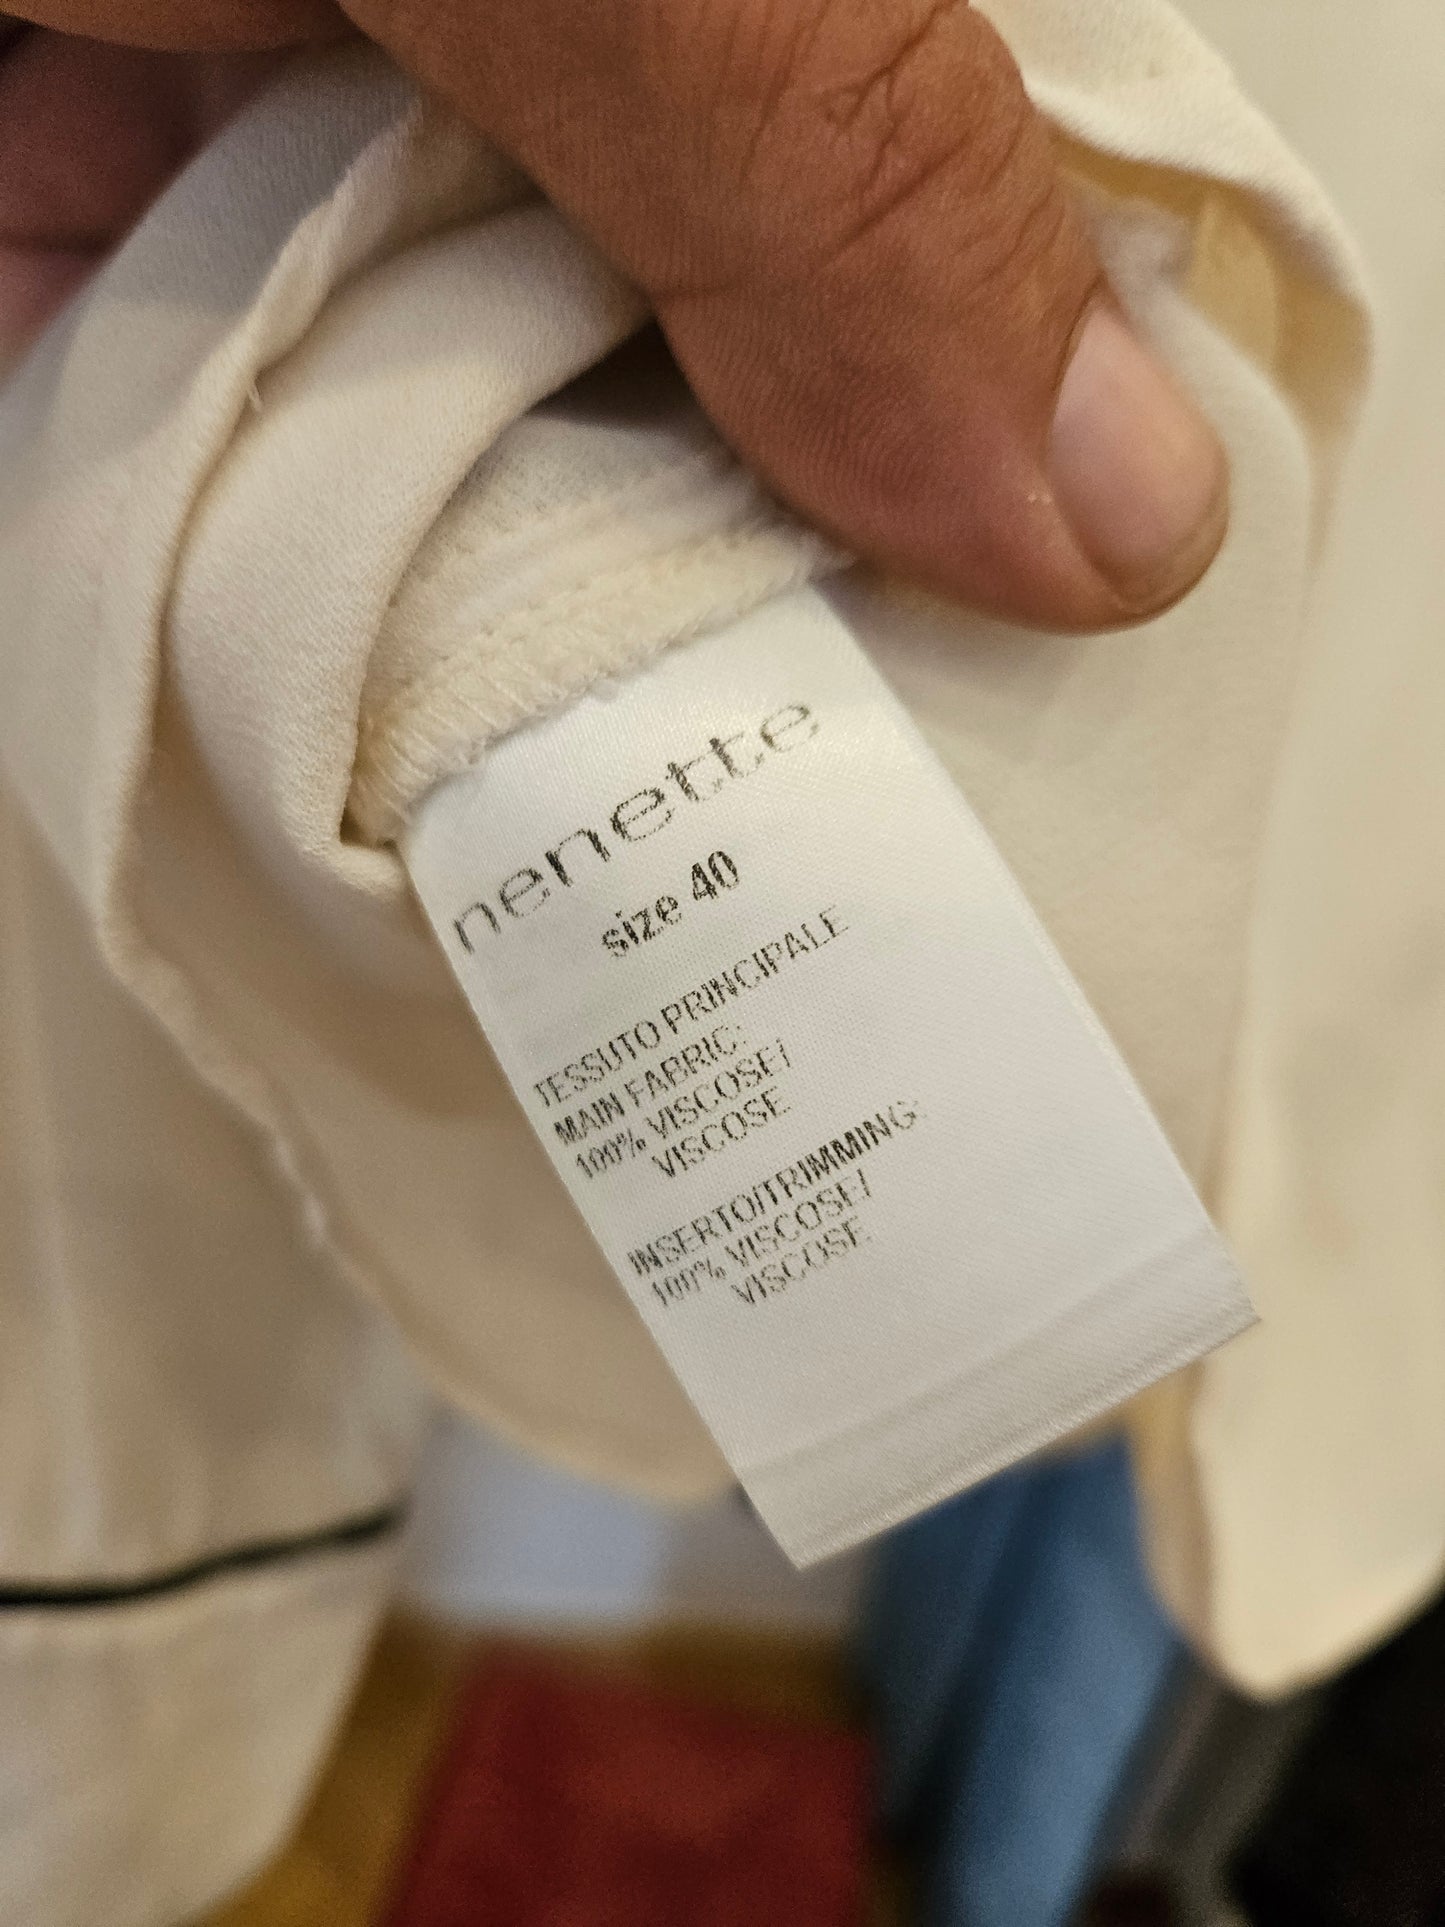 nenette
size 40
TESSUTO PRINCIPALE
MAIN FABRIC:
100% VISCOSE/
VISCOSE
INSERTO/TRIMMING:
100% VISCOSE/
VISCOSE